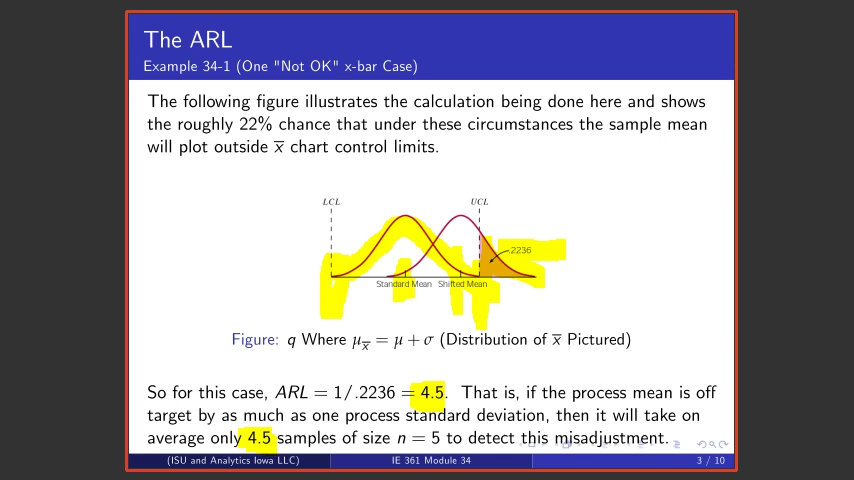 The ARL
Example 34-1 (One "Not OK" x-bar Case)
The following figure illustrates the calculation being done here and shows
the roughly 22% chance that under these circumstances the sample mean
will plot outside x̅ chart control limits.
LCL UCL
.2236
Standard Mean Shifted Mean
Figure: q Where μx̅ = μ + σ (Distribution of x̅ Pictured)
So for this case, ARL = 1/.2236 = 4.5. That is, if the process mean is off
target by as much as one process standard deviation, then it will take on
average only 4.5 samples of size n = 5 to detect this misadjustment.
(ISU and Analytics Iowa LLC) IE 361 Module 34 3 / 10